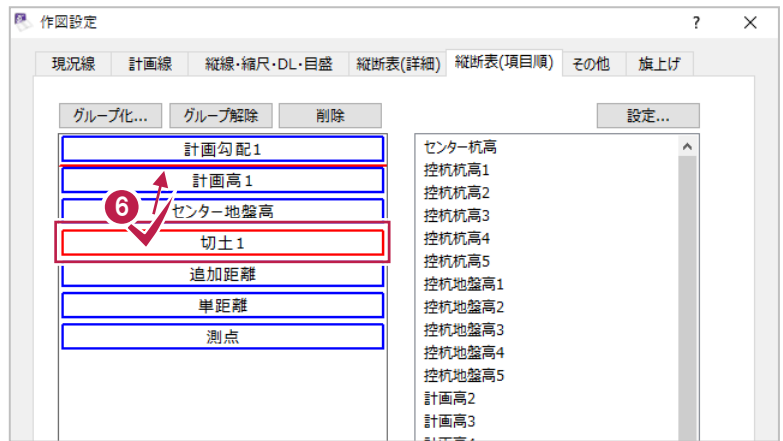 作図設定
? ×
現況線 計画線 縦線・縮尺・DL・目盛 縦断表(詳細) 縦断表(項目順) その他 旗上げ
グループ化... グループ解除 削除 設定...
計画勾配1
計画高1
センター地盤高
切土1
追加距離
単距離
測点
6
センター杭高
控杭杭高1
控杭杭高2
控杭杭高3
控杭杭高4
控杭杭高5
控杭地盤高1
控杭地盤高2
控杭地盤高3
控杭地盤高4
控杭地盤高5
計画高2
計画高3